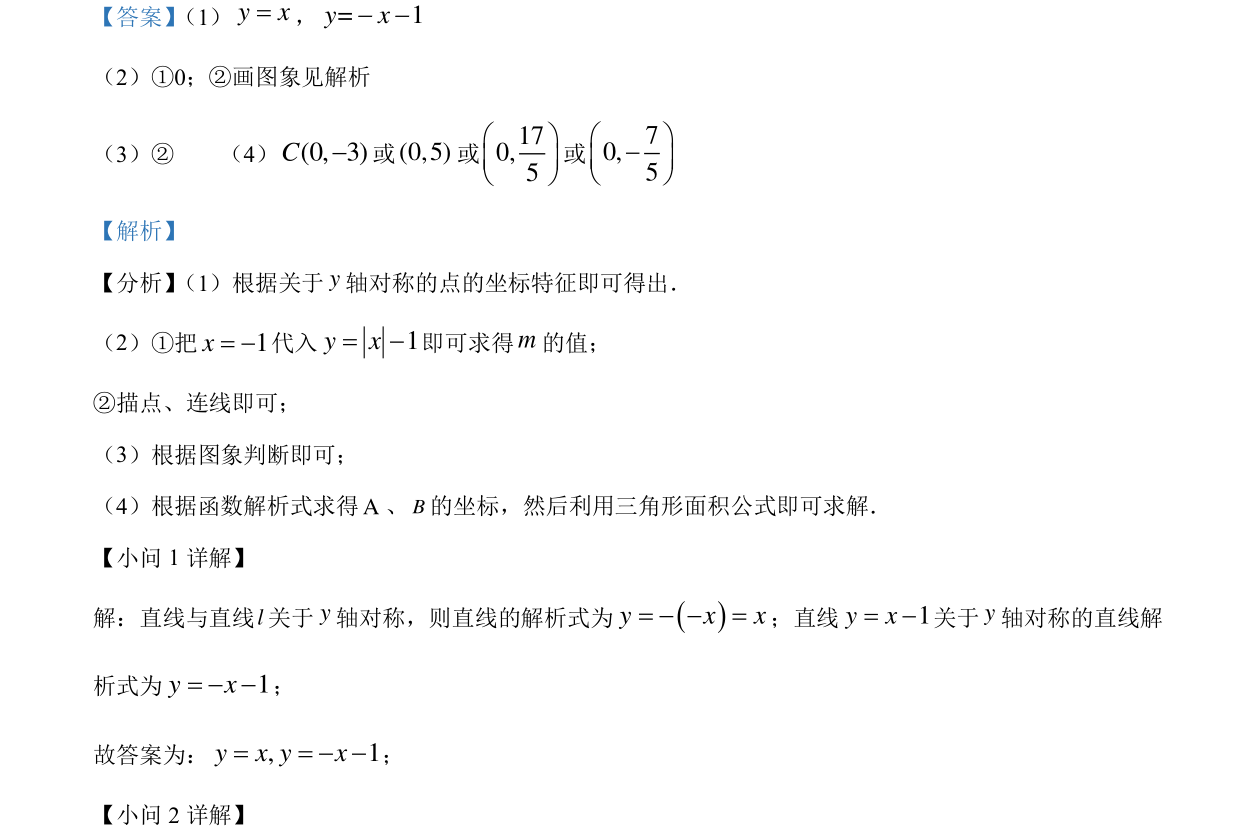 【答案】（1） y = x ， y=－x－1
（2）①0；②画图象见解析
（3）② （4）C(0,−3)或(0,5)或(0,17/5)或(0,−7/5)
【解析】
【分析】（1）根据关于 y 轴对称的点的坐标特征即可得出．
（2）①把 x = −1代入 y = |x| −1即可求得m 的值；
②描点、连线即可；
（3）根据图象判断即可；
（4）根据函数解析式求得A 、B 的坐标，然后利用三角形面积公式即可求解．
【小问 1 详解】
解：直线与直线l关于 y 轴对称，则直线的解析式为 y = −(−x) = x；直线 y = x −1关于 y 轴对称的直线解
析式为 y = −x −1；
故答案为： y = x, y = −x −1；
【小问 2 详解】